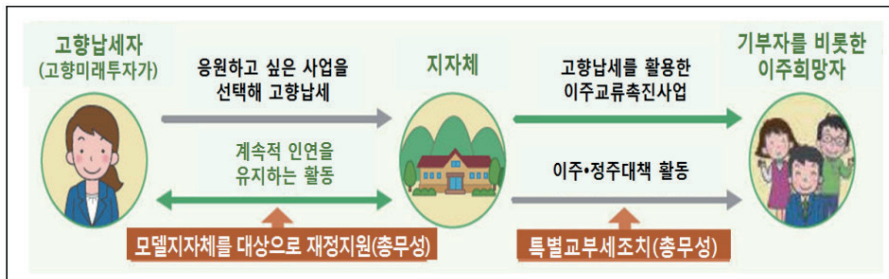 고향납세자
(고향미래투자가)
응원하고 싶은 사업을
선택해 고향납세
계속적 인연을
유지하는 활동
모델지자체를 대상으로 재정지원(총무성)
지자체
고향납세를 활용한
이주교류촉진사업
이주•정주대책 활동
특별교부세조치(총무성)
기부자를 비롯한
이주희망자